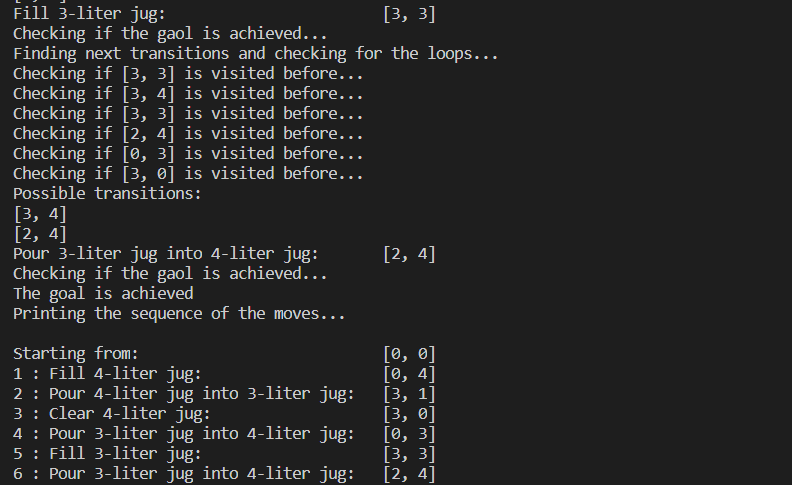 Fill 3-liter jug: [3, 3]
Checking if the gaol is achieved...
Finding next transitions and checking for the loops...
Checking if [3, 3] is visited before...
Checking if [3, 4] is visited before...
Checking if [3, 3] is visited before...
Checking if [2, 4] is visited before...
Checking if [0, 3] is visited before...
Checking if [3, 0] is visited before...
Possible transitions:
[3, 4]
[2, 4]
Pour 3-liter jug into 4-liter jug: [2, 4]
Checking if the gaol is achieved...
The goal is achieved
Printing the sequence of the moves...
Starting from: [0, 0]
1 : Fill 4-liter jug: [0, 4]
2 : Pour 4-liter jug into 3-liter jug: [3, 1]
3 : Clear 4-liter jug: [3, 0]
4 : Pour 3-liter jug into 4-liter jug: [0, 3]
5 : Fill 3-liter jug: [3, 3]
6 : Pour 3-liter jug into 4-liter jug: [2, 4]